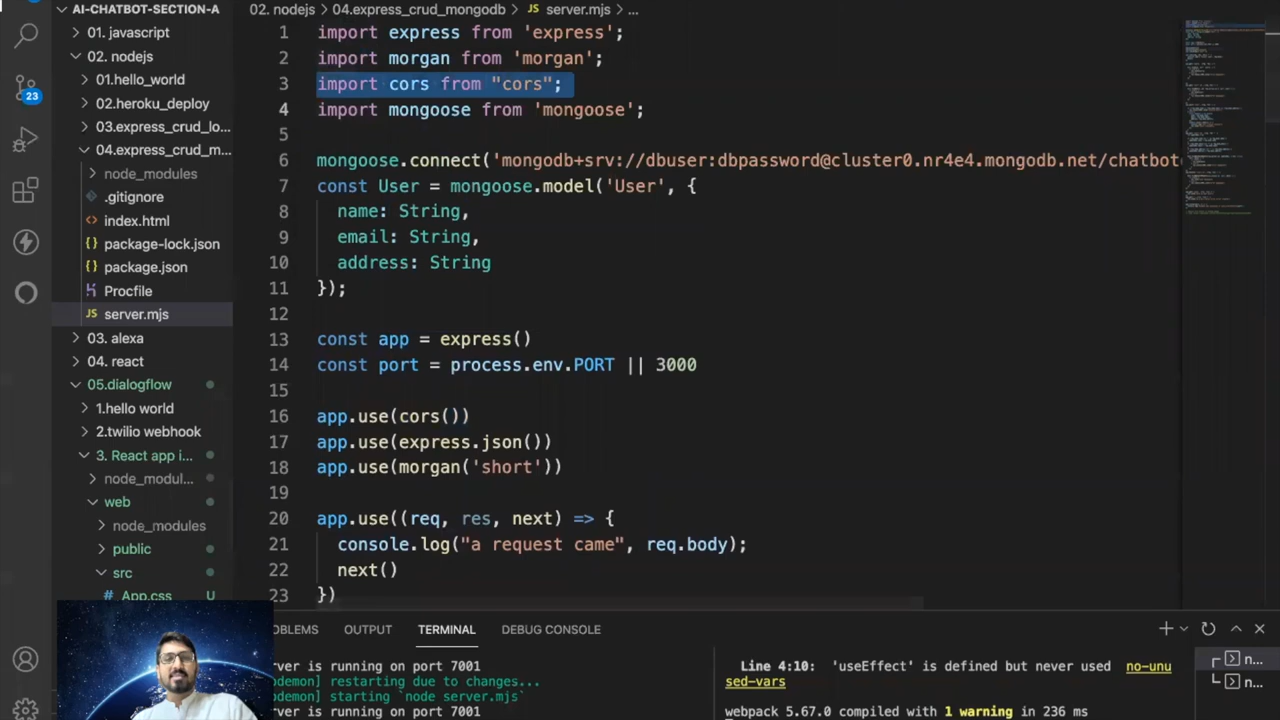 AI-CHATBOT-SECTION-A
01. javascript
02. nodejs
01.hello_world
02.heroku_deploy
03.express_crud_lo...
04.express_crud_m...
node_modules
.gitignore
index.html
package-lock.json
package.json
Procfile
JS server.mjs
03. alexa
04. react
05.dialogflow
1.hello world
2.twilio webhook
3. React app i...
node_modul...
web
node_modules
public
src
App.css U
23
02. nodejs > 04.express_crud_mongodb > JS server.mjs > ...
1 import express from 'express';
2 import morgan from 'morgan';
3 import cors from "cors";
4 import mongoose from 'mongoose';
5
6 mongoose.connect('mongodb+srv://dbuser:dbpassword@cluster0.nr4e4.mongodb.net/chatbot
7 const User = mongoose.model('User', {
8 name: String,
9 email: String,
10 address: String
11 });
12
13 const app = express()
14 const port = process.env.PORT || 3000
15
16 app.use(cors())
17 app.use(express.json())
18 app.use(morgan('short'))
19
20 app.use((req, res, next) => {
21 console.log("a request came", req.body);
22 next()
23 })
OBLEMS OUTPUT TERMINAL DEBUG CONSOLE
erver is running on port 7001
odemon] restarting due to changes...
odemon] starting `node server.mjs`
erver is running on port 7001
Line 4:10: 'useEffect' is defined but never used no-unu
sed-vars
webpack 5.67.0 compiled with 1 warning in 236 ms
n...
n...